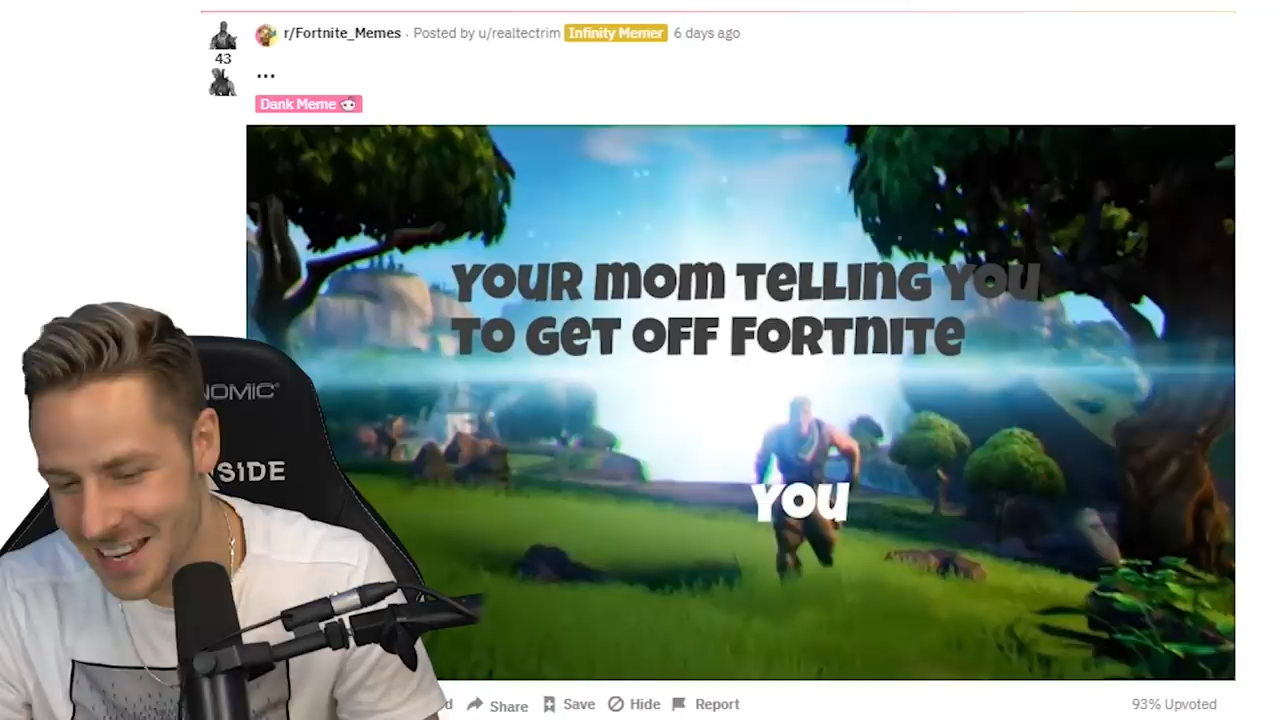 r/Fortnite_Memes · Posted by u/realtectrim Infinity Memer 6 days ago
43
...
Dank Meme
YOUR MOM TELLING YOU
TO GET OFF FORTNITE
YOU
NOMIC®
SIDE
Share Save Hide Report 93% Upvoted